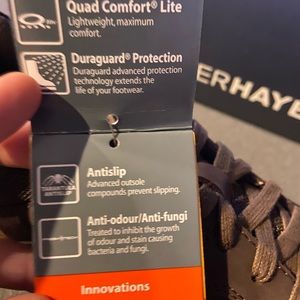 Quad Comfort® Lite
Lightweight, maximum
comfort.
Duraguard® Protection
Duraguard advanced protection
technology extends the
life of your footwear.
ERHAYE
TARANTULA
ANTISLIP
Antislip
Advanced outsole
compounds prevent slipping.
Anti-odour/Anti-fungi
Treated to inhibit the growth
of odour and stain causing
bacteria and fungi.
Innovations